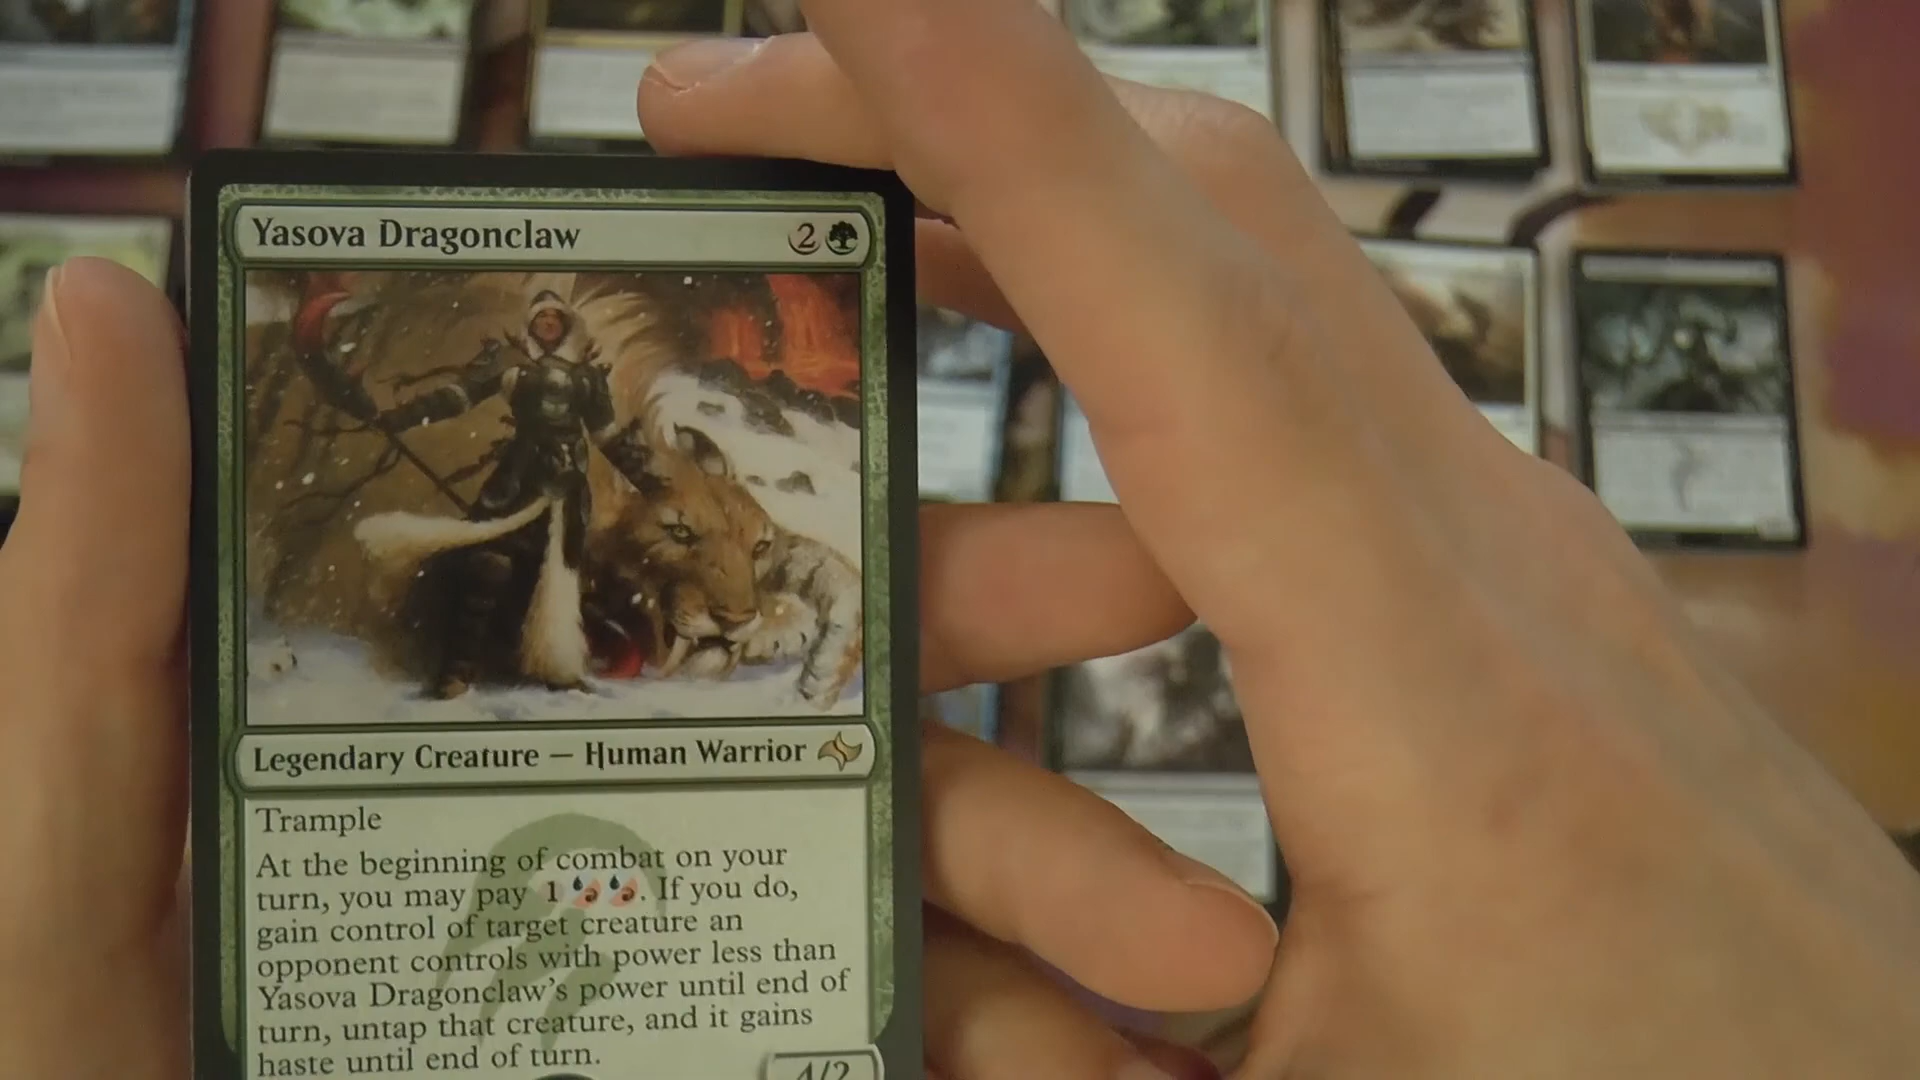 Yasova Dragonclaw 2
Legendary Creature — Human Warrior
Trample
At the beginning of combat on your
turn, you may pay 1 . If you do,
gain control of target creature an
opponent controls with power less than
Yasova Dragonclaw's power until end of
turn, untap that creature, and it gains
haste until end of turn.
4/2